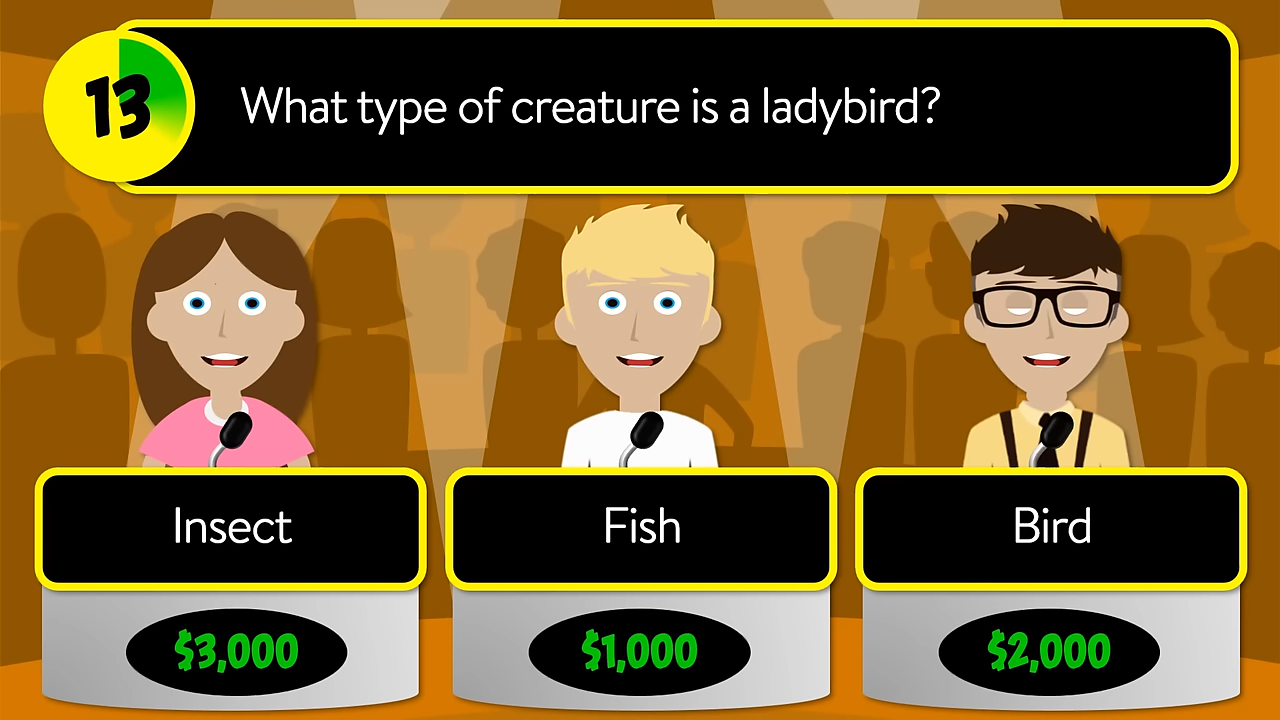 13
What type of creature is a ladybird?
Insect
Fish
Bird
$3,000
$1,000
$2,000